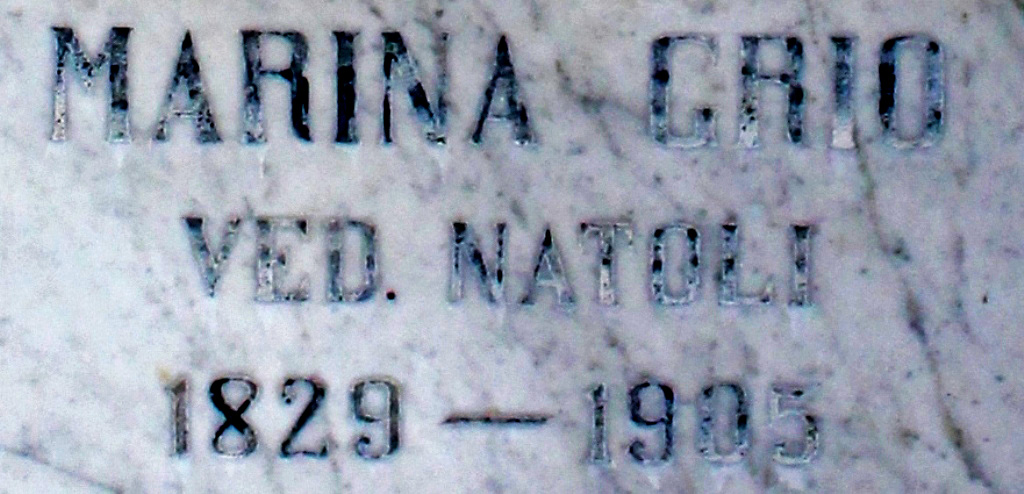 MARINA GRIO
VED. NATOLI
1829 — 1905